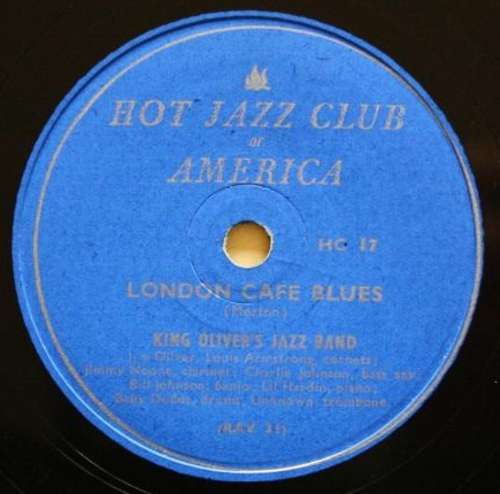 HOT JAZZ CLUB
OF
AMERICA
HC 17
LONDON CAFE BLUES
(Morton)
KING OLIVER'S JAZZ BAND
Oliver, Louis Armstrong, cornets;
Jimmy Noone, clarinet; Charlie Johnson, bass sax;
Bill Johnson, banjo; Lil Hardin, piano;
Baby Dodds, drums; Unknown, trombone.